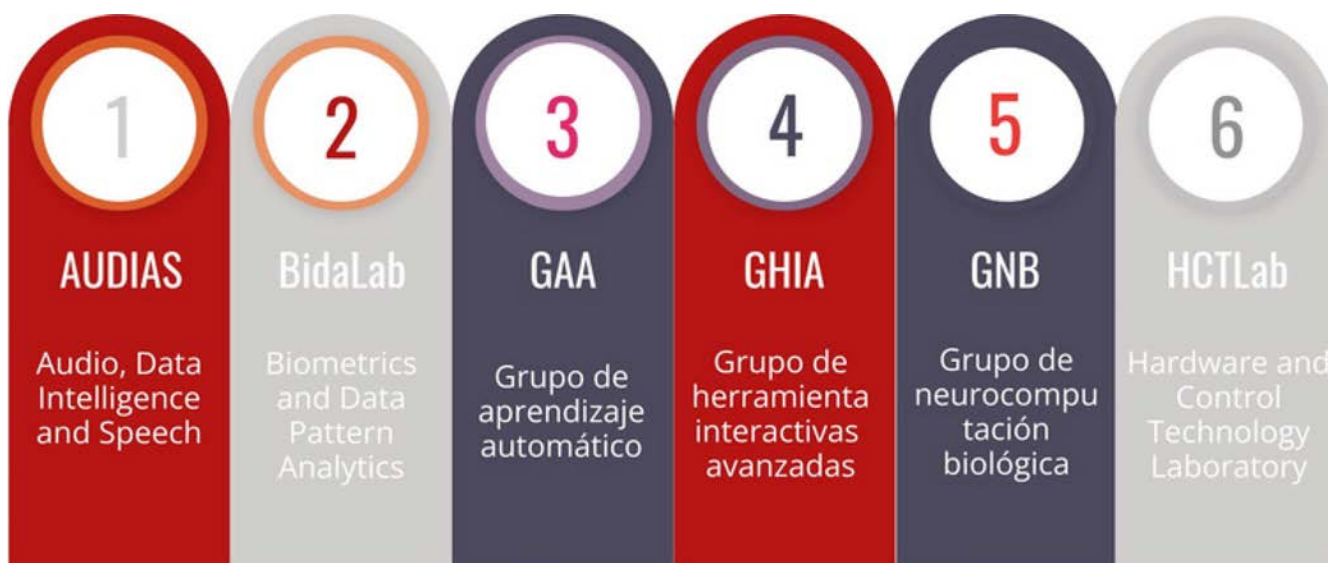 1
AUDIAS
Audio, Data
Intelligence
and Speech
2
BidaLab
Biometrics
and Data
Pattern
Analytics
3
GAA
Grupo de
aprendizaje
automático
4
GHIA
Grupo de
herramienta
interactivas
avanzadas
5
GNB
Grupo de
neurocompu
tación
biológica
6
HCTLab
Hardware and
Control
Technology
Laboratory